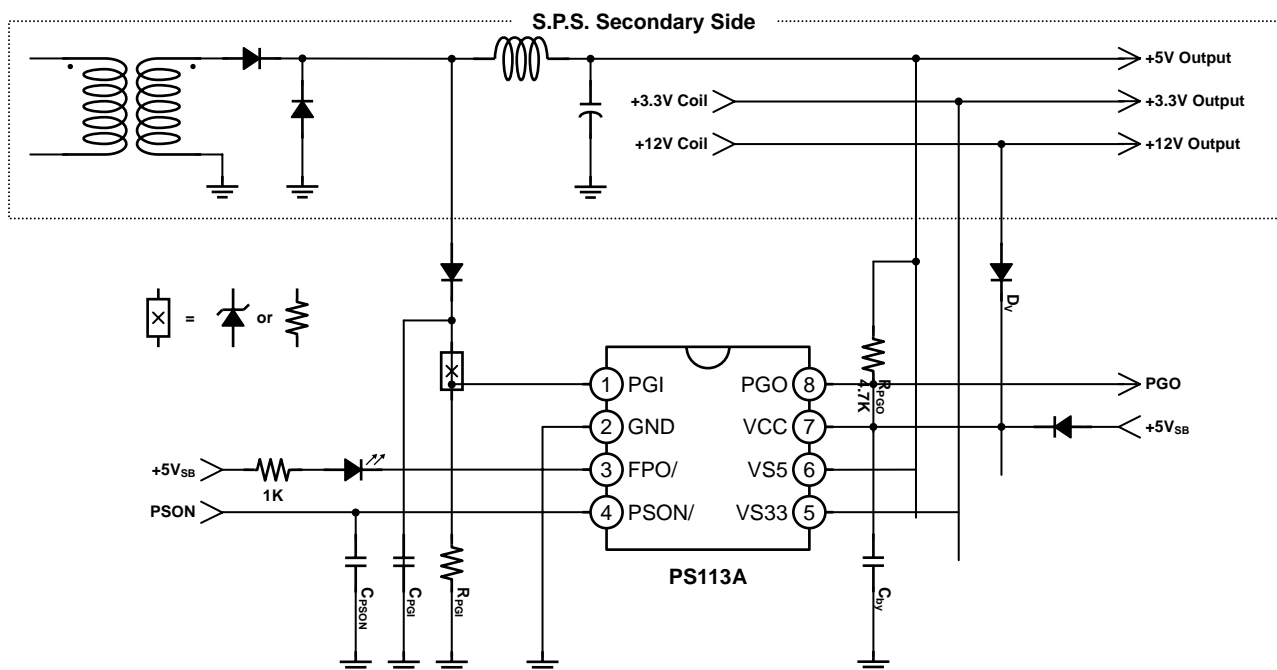 S.P.S. Secondary Side
+5V Output
+3.3V Coil
+3.3V Output
+12V Coil
+12V Output
DV
= or
1 PGI
PGO 8
RPGO
4.7K
PGO
2 GND
VCC 7
+5VSB
+5VSB
1K
3 FPO/
VS5 6
PSON
4 PSON/
VS33 5
PS113A
CPSON
CPGI
RPGI
Cby